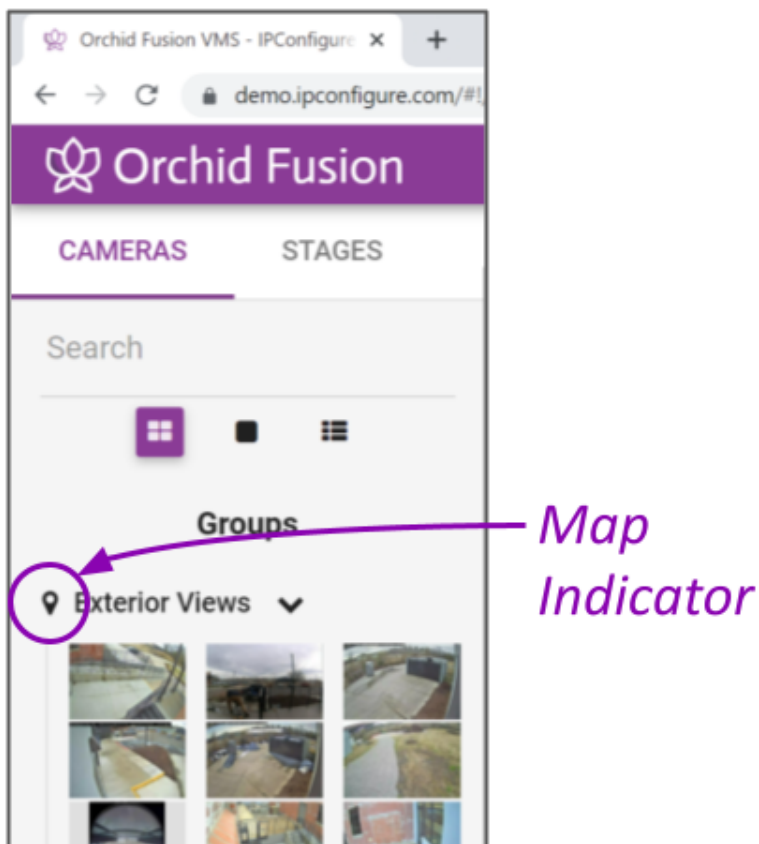 Orchid Fusion VMS - IPConfigure
demo.ipconfigure.com/#!
Orchid Fusion
CAMERAS STAGES
Search
Groups
Map
Indicator
Exterior Views